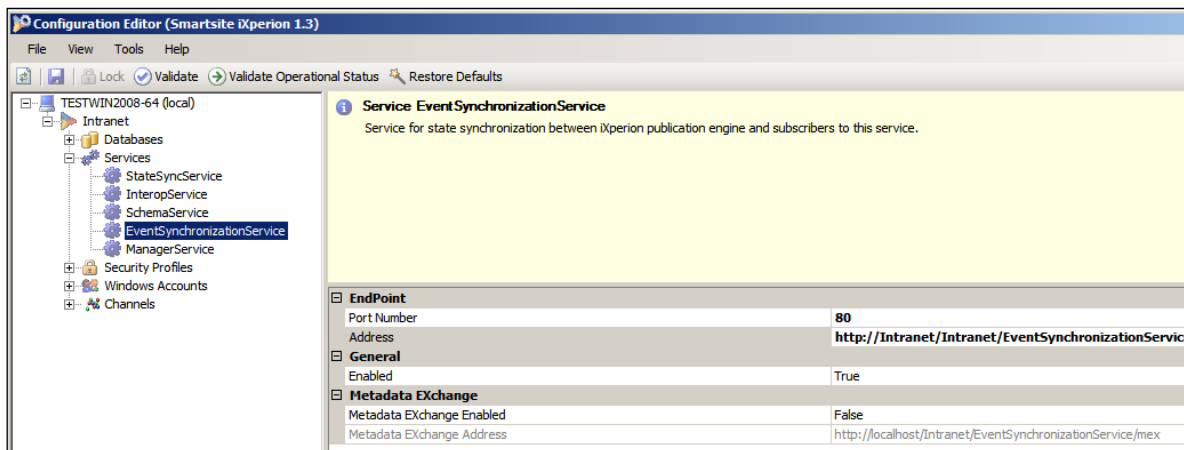 Configuration Editor (Smartsite iXperion 1.3)
File View Tools Help
Lock Validate Validate Operational Status Restore Defaults
TESTWIN2008-64 (local)
Intranet
Databases
Services
StateSyncService
InteropService
SchemaService
EventSynchronizationService
ManagerService
Security Profiles
Windows Accounts
Channels
Service EventSynchronizationService
Service for state synchronization between iXperion publication engine and subscribers to this service.
EndPoint
Port Number 80
Address http://Intranet/Intranet/EventSynchronizationServic
General
Enabled True
Metadata EXchange
Metadata EXchange Enabled False
Metadata EXchange Address http://localhost/Intranet/EventSynchronizationService/mex